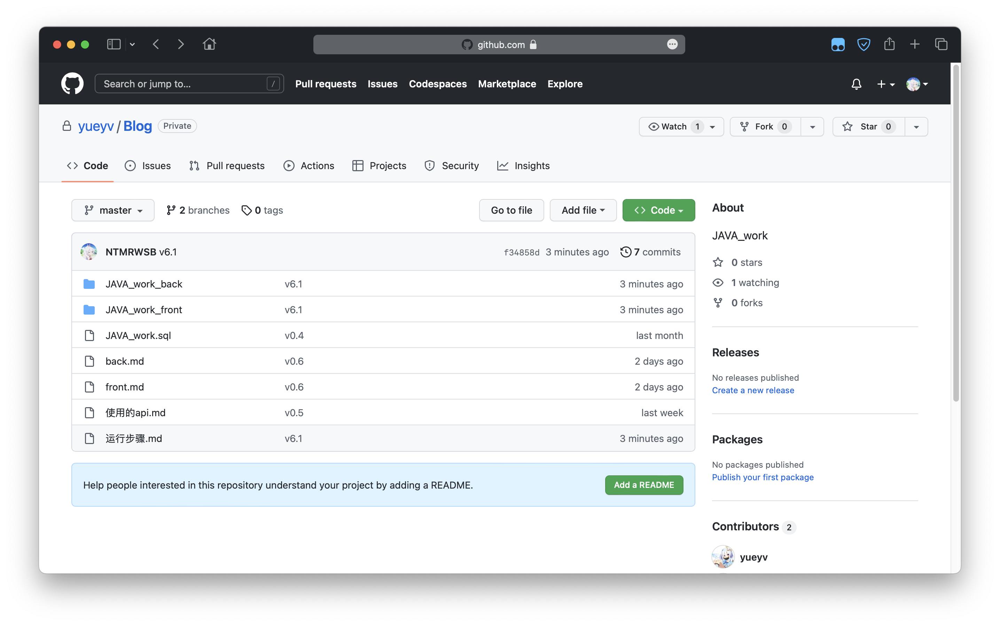 github.com
Search or jump to... / Pull requests Issues Codespaces Marketplace Explore
yueyv / Blog Private Watch 1 Fork 0 Star 0
Code Issues Pull requests Actions Projects Security Insights
master 2 branches 0 tags Go to file Add file Code
NTMRWSB v6.1 f34858d 3 minutes ago 7 commits
JAVA_work_back v6.1 3 minutes ago
JAVA_work_front v6.1 3 minutes ago
JAVA_work.sql v0.4 last month
back.md v0.6 2 days ago
front.md v0.6 2 days ago
使用的api.md v0.5 last week
运行步骤.md v6.1 3 minutes ago
Help people interested in this repository understand your project by adding a README. Add a README
About
JAVA_work
0 stars
1 watching
0 forks
Releases
No releases published
Create a new release
Packages
No packages published
Publish your first package
Contributors 2
yueyv